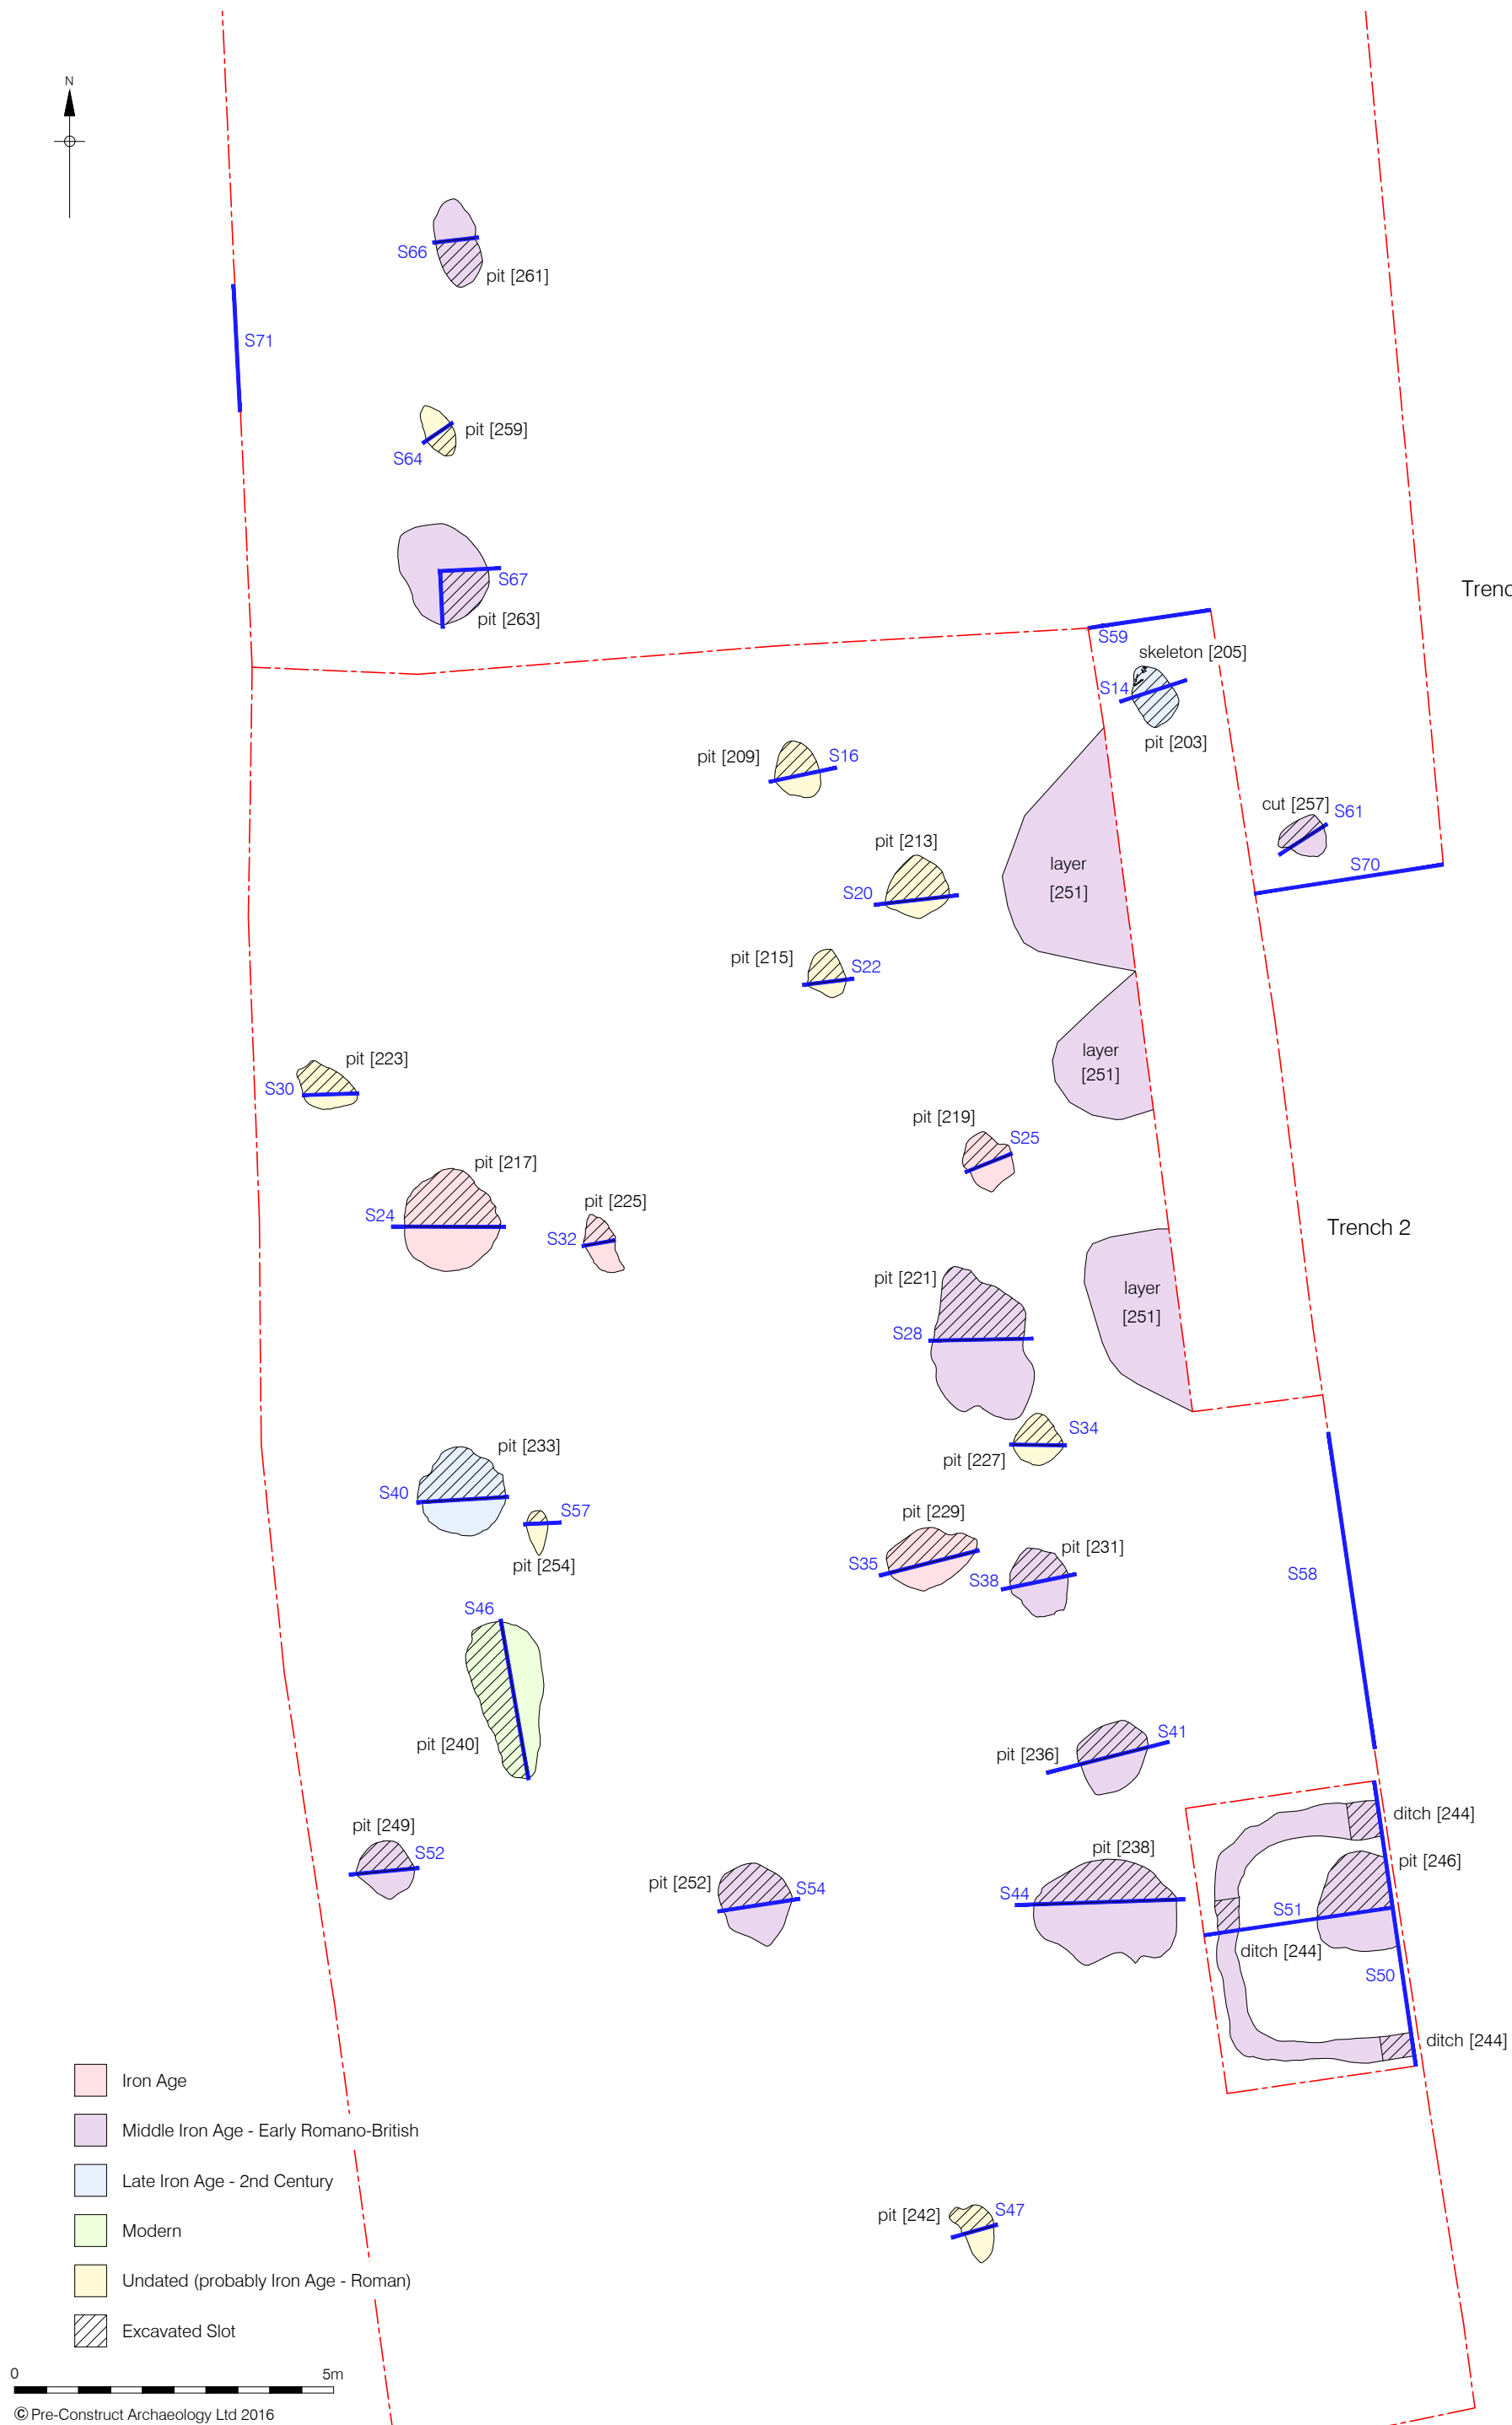 N
S66
pit [261]
S71
pit [259]
S64
S67
pit [263]
Trenc
S59
skeleton [205]
S14
pit [203]
pit [209]
S16
cut [257]
S61
pit [213]
S70
S20
layer
[251]
pit [215]
S22
layer
[251]
pit [223]
S30
pit [219]
S25
pit [217]
S24
pit [225]
S32
Trench 2
pit [221]
S28
layer
[251]
S34
pit [227]
pit [233]
S40
S57
pit [254]
pit [229]
S35
pit [231]
S38
S58
S46
pit [240]
S41
pit [236]
pit [249]
S52
ditch [244]
pit [238]
pit [246]
pit [252]
S54
S44
S51
ditch [244]
S50
ditch [244]
Iron Age
Middle Iron Age - Early Romano-British
Late Iron Age - 2nd Century
Modern
Undated (probably Iron Age - Roman)
Excavated Slot
pit [242]
S47
0 5m
© Pre-Construct Archaeology Ltd 2016